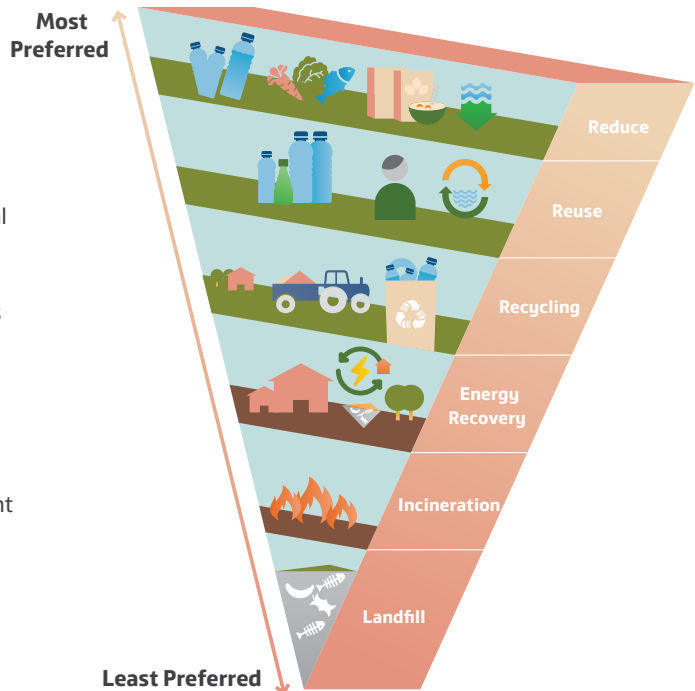 Most
Preferred
Reduce
Reuse
Recycling
Energy
Recovery
Incineration
Landfill
Least Preferred